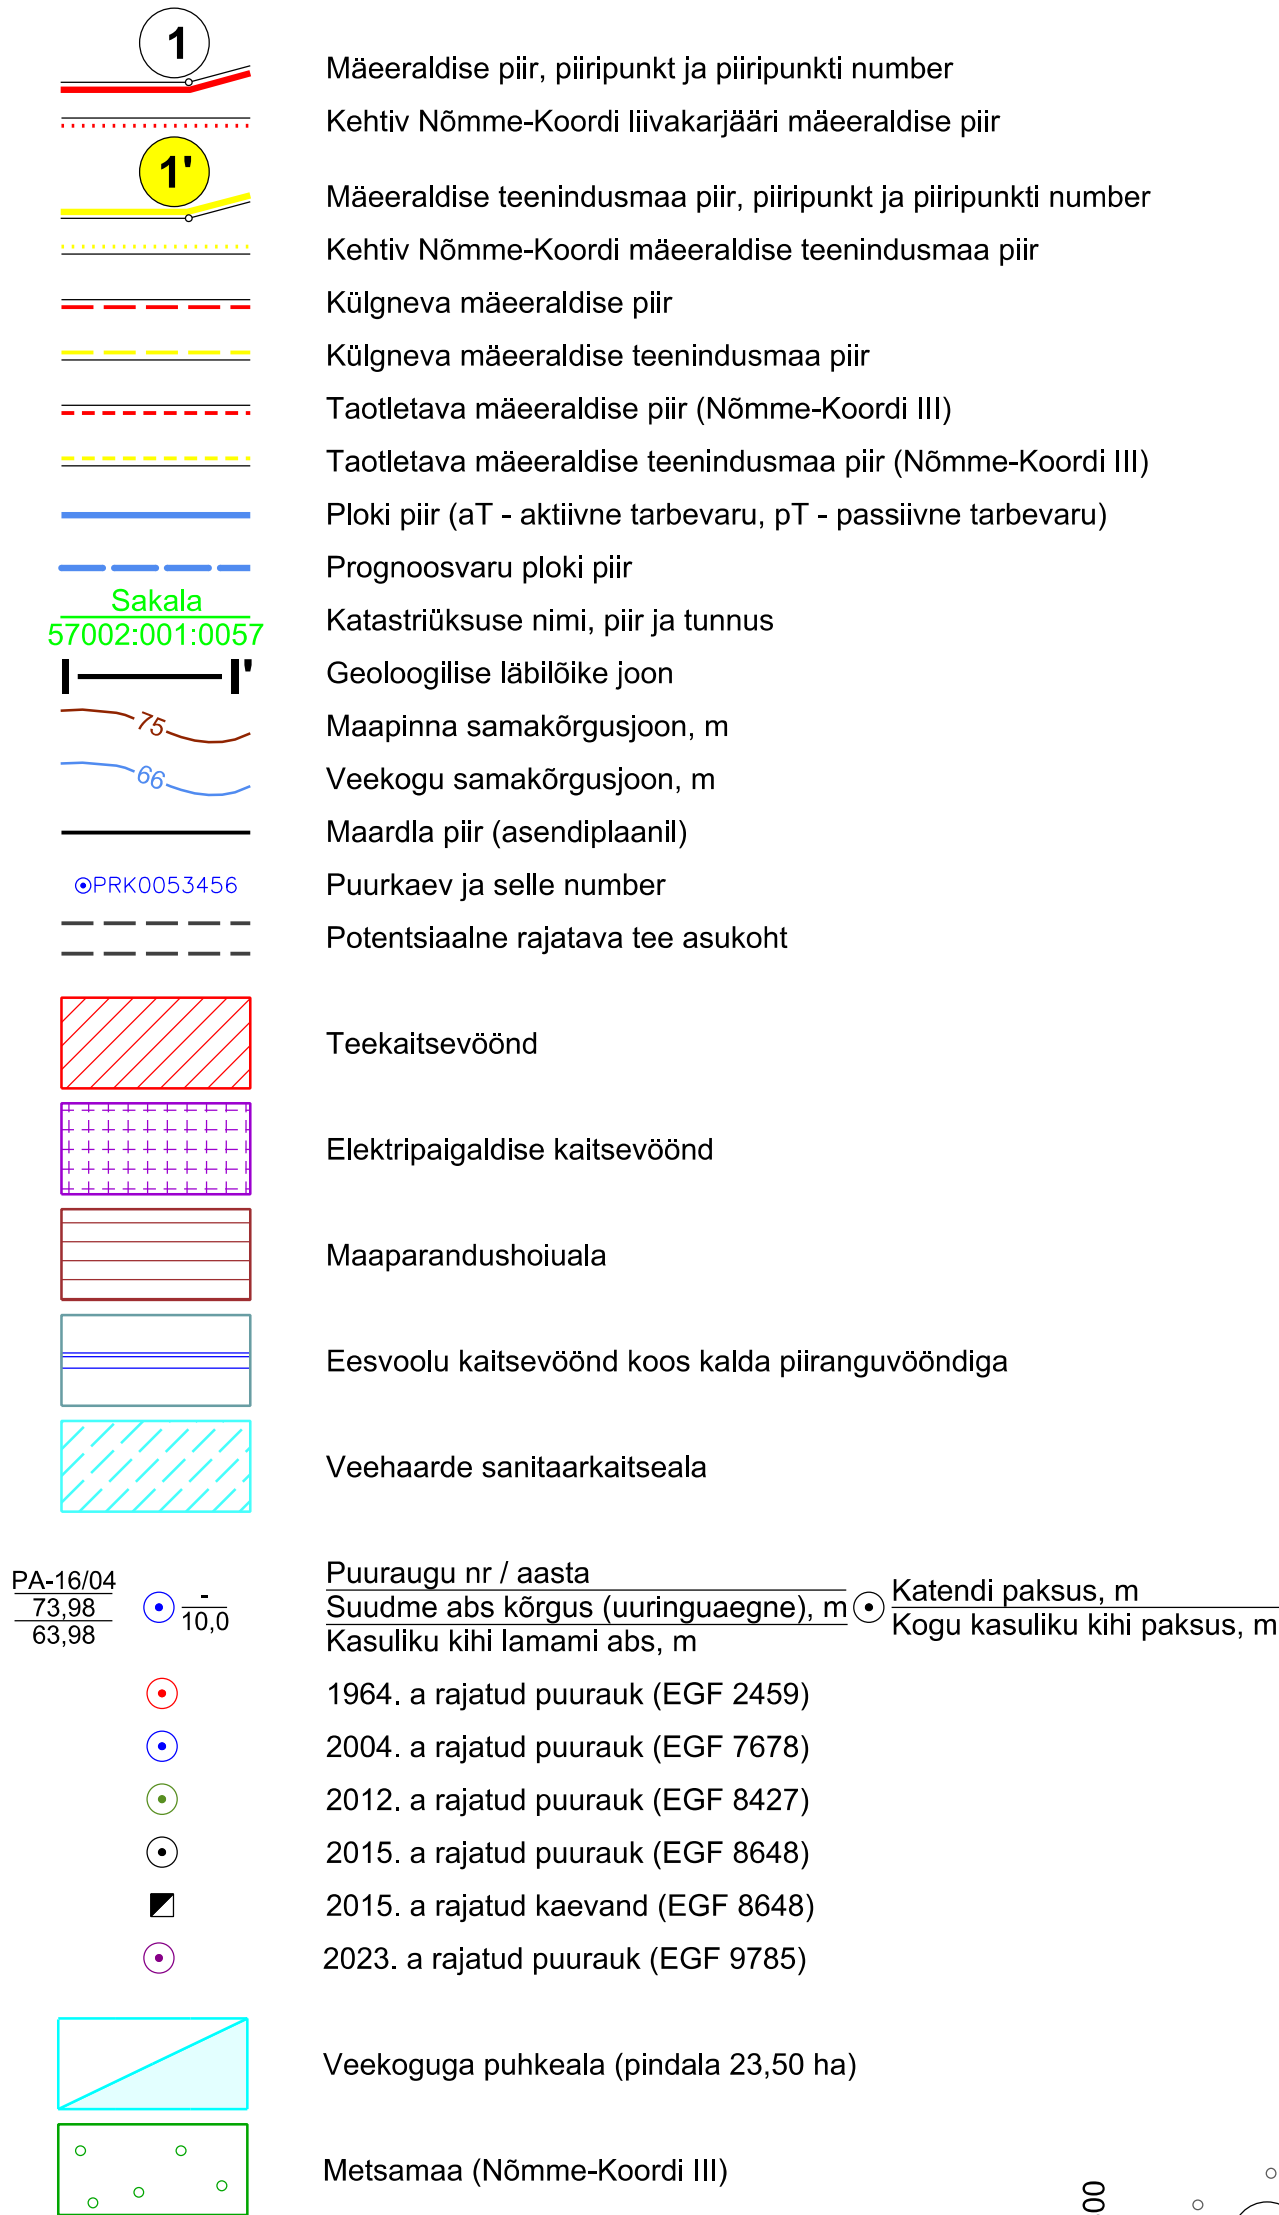 1
Mäeeraldise piir, piiripunkt ja piiripunkti number
Kehtiv Nõmme-Koordi liivakarjääri mäeeraldise piir
1'
Mäeeraldise teenindusmaa piir, piiripunkt ja piiripunkti number
Kehtiv Nõmme-Koordi mäeeraldise teenindusmaa piir
Külgneva mäeeraldise piir
Külgneva mäeeraldise teenindusmaa piir
Taotletava mäeeraldise piir (Nõmme-Koordi III)
Taotletava mäeeraldise teenindusmaa piir (Nõmme-Koordi III)
Ploki piir (aT - aktiivne tarbevaru, pT - passiivne tarbevaru)
Prognoosvaru ploki piir
Sakala
57002:001:0057
Katastriüksuse nimi, piir ja tunnus
I I'
Geoloogilise läbilõike joon
75
Maapinna samakõrgusjoon, m
66
Veekogu samakõrgusjoon, m
Maardla piir (asendiplaanil)
PRK0053456
Puurkaev ja selle number
Potentsiaalne rajatava tee asukoht
Teekaitsevöönd
Elektripaigaldise kaitsevöönd
Maaparandushoiuala
Eesvoolu kaitsevöönd koos kalda piiranguvööndiga
Veehaarde sanitaarkaitseala
PA-16/04
73,98
63,98
-
10,0
Puuraugu nr / aasta
Suudme abs kõrgus (uuringuaegne), m
Kasuliku kihi lamami abs, m
Katendi paksus, m
Kogu kasuliku kihi paksus, m
1964. a rajatud puurauk (EGF 2459)
2004. a rajatud puurauk (EGF 7678)
2012. a rajatud puurauk (EGF 8427)
2015. a rajatud puurauk (EGF 8648)
2015. a rajatud kaevand (EGF 8648)
2023. a rajatud puurauk (EGF 9785)
Veekoguga puhkeala (pindala 23,50 ha)
Metsamaa (Nõmme-Koordi III)
00